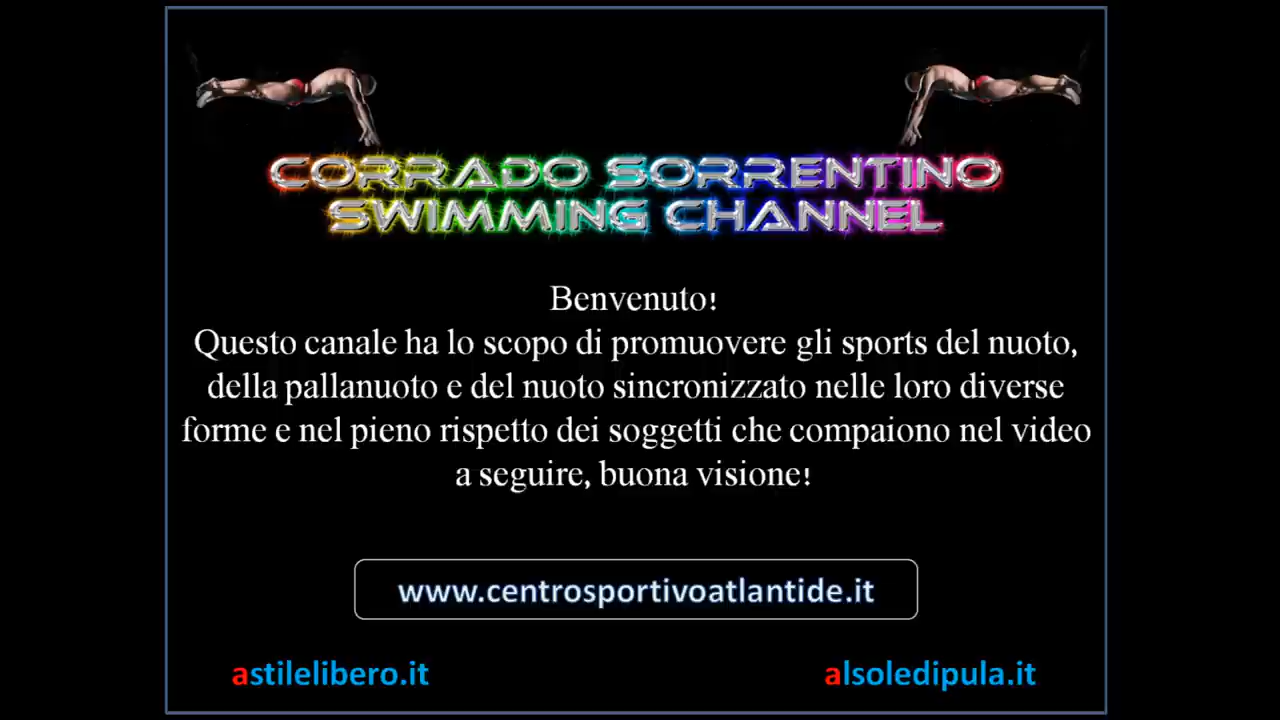 CORRADO SORRENTINO
SWIMMING CHANNEL
Benvenuto!
Questo canale ha lo scopo di promuovere gli sports del nuoto,
della pallanuoto e del nuoto sincronizzato nelle loro diverse
forme e nel pieno rispetto dei soggetti che compaiono nel video
a seguire, buona visione!
www.centrosportivoatlantide.it
astilelibero.it
alsoledipula.it